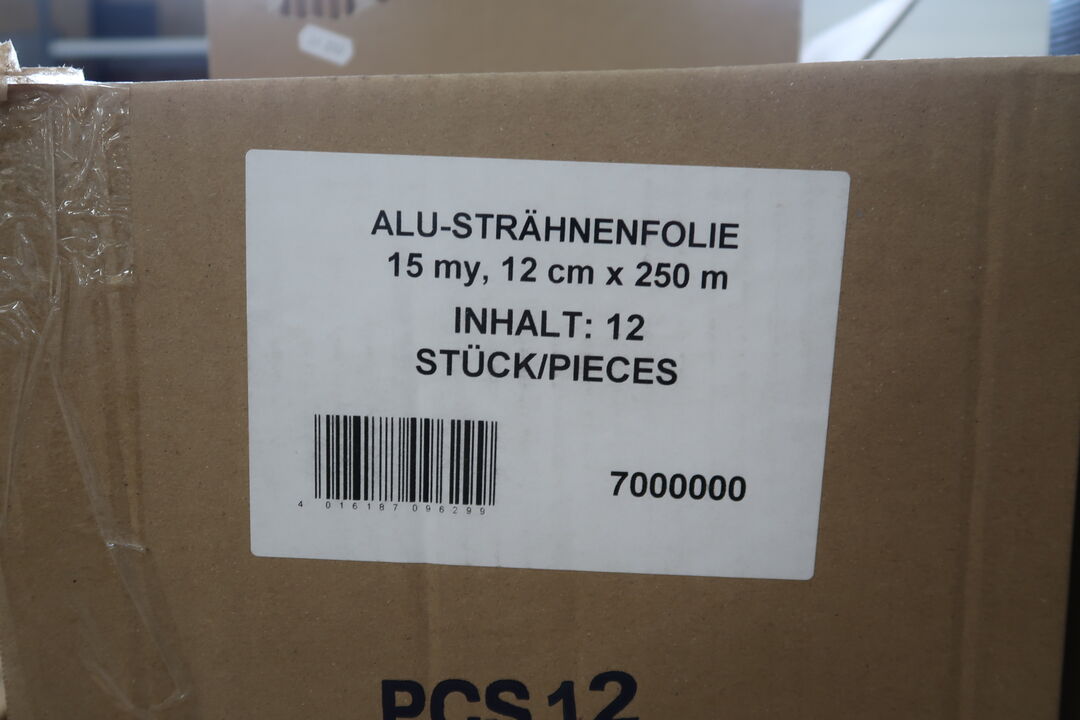 ALU-STRÄHNENFOLIE
15 my, 12 cm x 250 m
INHALT: 12
STÜCK/PIECES
7000000
4 016187 096299
PCS 12